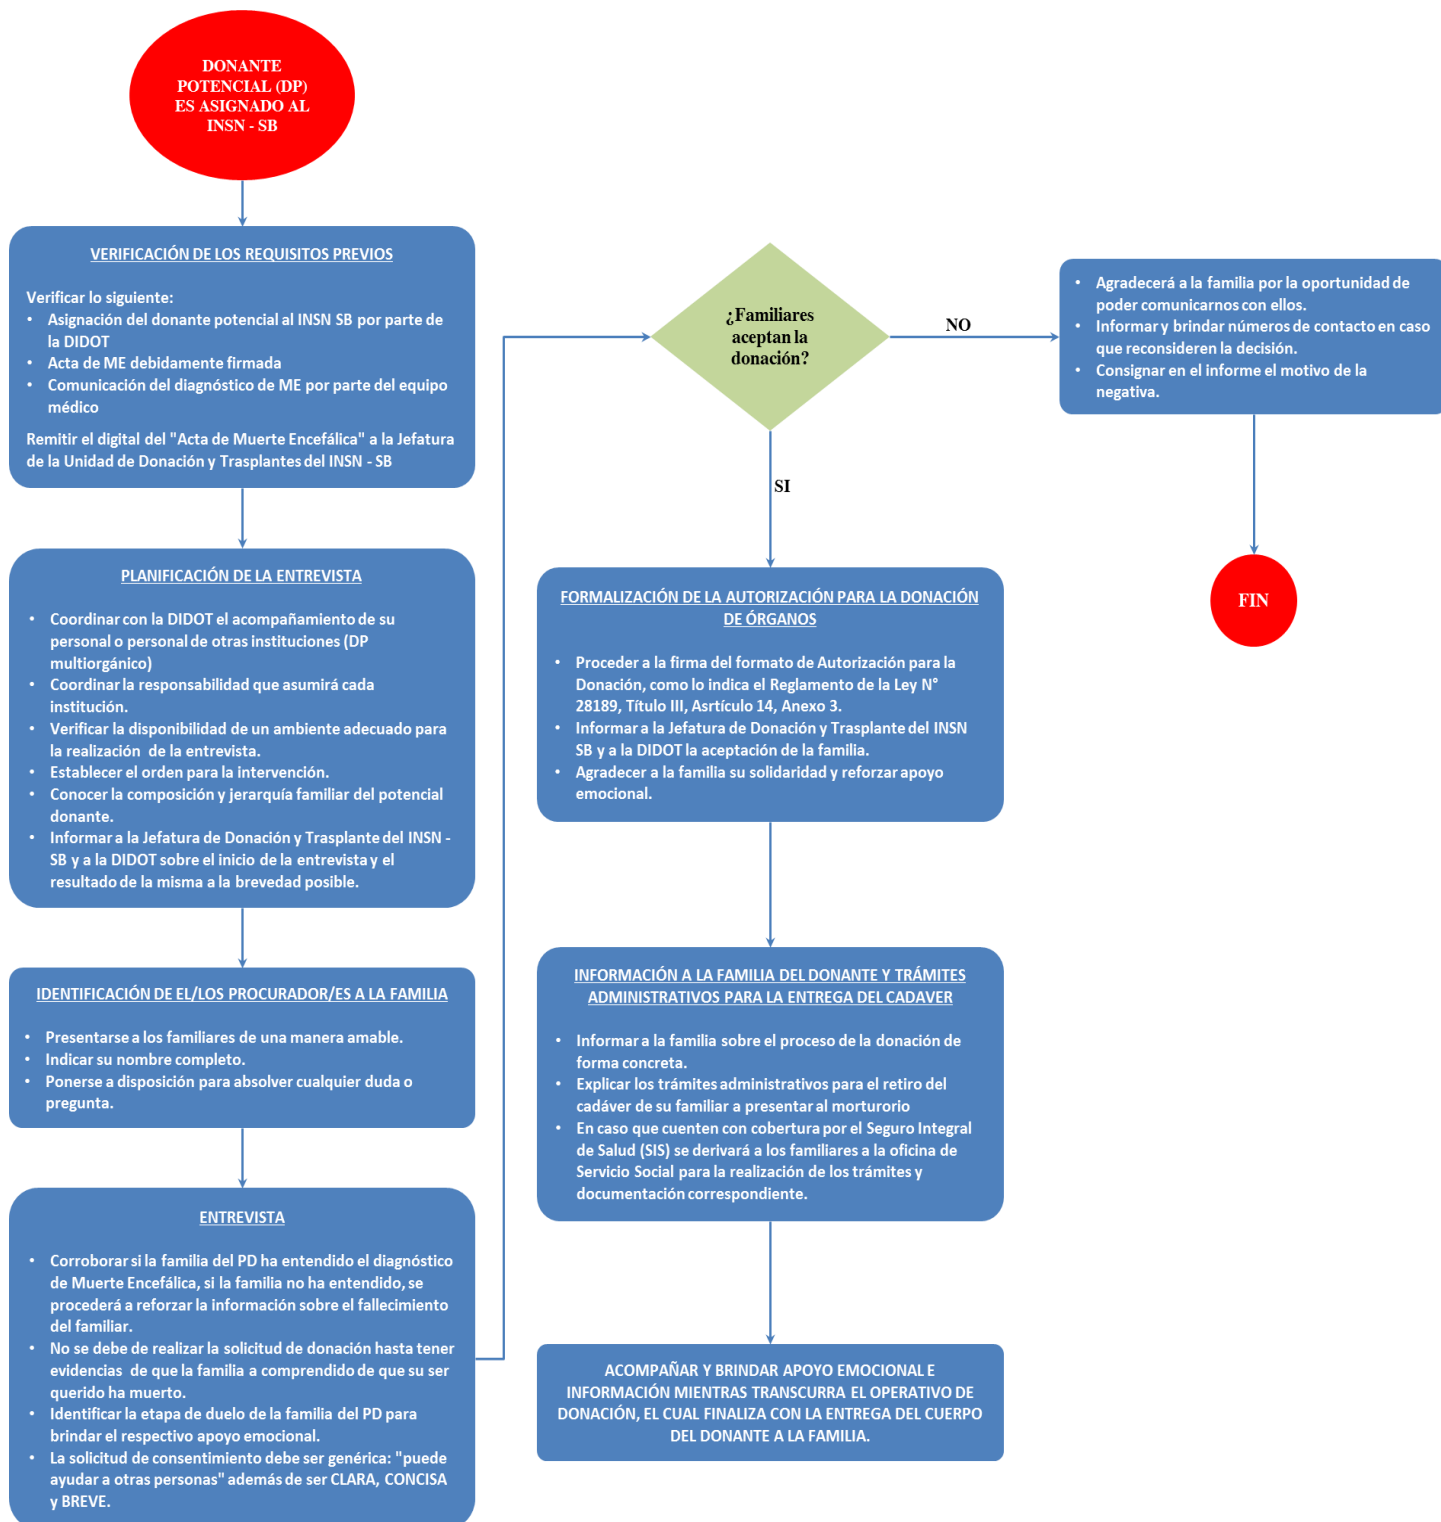 DONANTE
POTENCIAL (DP)
ES ASIGNADO AL
INSN - SB
VERIFICACIÓN DE LOS REQUISITOS PREVIOS
Verificar lo siguiente:
• Asignación del donante potencial al INSN SB por parte de
la DIDOT
• Acta de ME debidamente firmada
• Comunicación del diagnóstico de ME por parte del equipo
médico
Remitir el digital del "Acta de Muerte Encefálica" a la Jefatura
de la Unidad de Donación y Trasplantes del INSN - SB
PLANIFICACIÓN DE LA ENTREVISTA
• Coordinar con la DIDOT el acompañamiento de su
personal o personal de otras instituciones (DP
multiorgánico)
• Coordinar la responsabilidad que asumirá cada
institución.
• Verificar la disponibilidad de un ambiente adecuado para
la realización de la entrevista.
• Establecer el orden para la intervención.
• Conocer la composición y jerarquía familiar del potencial
donante.
• Informar a la Jefatura de Donación y Trasplante del INSN -
SB y a la DIDOT sobre el inicio de la entrevista y el
resultado de la misma a la brevedad posible.
IDENTIFICACIÓN DE EL/LOS PROCURADOR/ES A LA FAMILIA
• Presentarse a los familiares de una manera amable.
• Indicar su nombre completo.
• Ponerse a disposición para absolver cualquier duda o
pregunta.
ENTREVISTA
• Corroborar si la familia del PD ha entendido el diagnóstico
de Muerte Encefálica, si la familia no ha entendido, se
procederá a reforzar la información sobre el fallecimiento
del familiar.
• No se debe de realizar la solicitud de donación hasta tener
evidencias de que la familia a comprendido de que su ser
querido ha muerto.
• Identificar la etapa de duelo de la familia del PD para
brindar el respectivo apoyo emocional.
• La solicitud de consentimiento debe ser genérica: "puede
ayudar a otras personas" además de ser CLARA, CONCISA
y BREVE.
¿Familiares
aceptan la
donación?
NO
• Agradecerá a la familia por la oportunidad de
poder comunicarnos con ellos.
• Informar y brindar números de contacto en caso
que reconsideren la decisión.
• Consignar en el informe el motivo de la
negativa.
FIN
SI
FORMALIZACIÓN DE LA AUTORIZACIÓN PARA LA DONACIÓN
DE ÓRGANOS
• Proceder a la firma del formato de Autorización para la
Donación, como lo indica el Reglamento de la Ley N°
28189, Título III, Asrtículo 14, Anexo 3.
• Informar a la Jefatura de Donación y Trasplante del INSN
SB y a la DIDOT la aceptación de la familia.
• Agradecer a la familia su solidaridad y reforzar apoyo
emocional.
INFORMACIÓN A LA FAMILIA DEL DONANTE Y TRÁMITES
ADMINISTRATIVOS PARA LA ENTREGA DEL CADAVER
• Informar a la familia sobre el proceso de la donación de
forma concreta.
• Explicar los trámites administrativos para el retiro del
cadáver de su familiar a presentar al morturorio
• En caso que cuenten con cobertura por el Seguro Integral
de Salud (SIS) se derivará a los familiares a la oficina de
Servicio Social para la realización de los trámites y
documentación correspondiente.
ACOMPAÑAR Y BRINDAR APOYO EMOCIONAL E
INFORMACIÓN MIENTRAS TRANSCURRA EL OPERATIVO DE
DONACIÓN, EL CUAL FINALIZA CON LA ENTREGA DEL CUERPO
DEL DONANTE A LA FAMILIA.